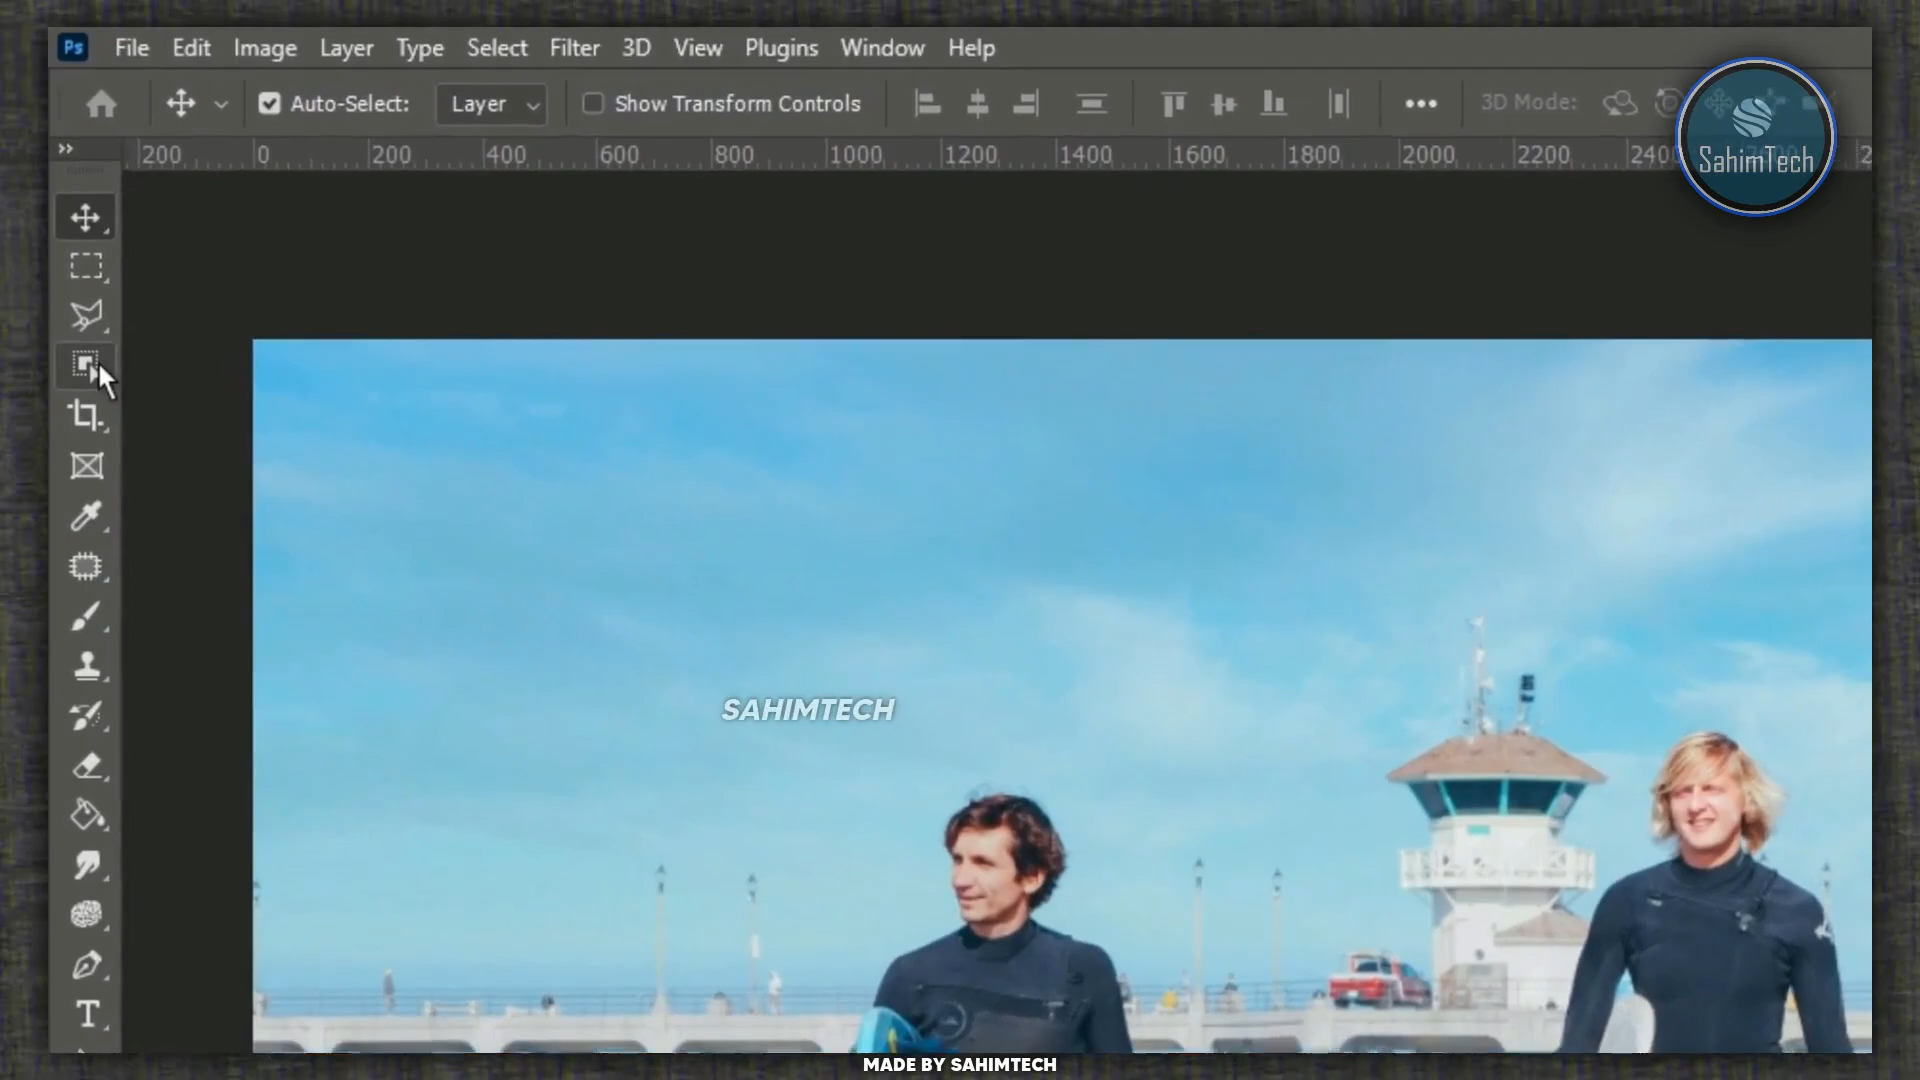 Ps File Edit Image Layer Type Select Filter 3D View Plugins Window Help
Auto-Select: Layer Show Transform Controls 3D Mode:
200 0 200 400 600 800 1000 1200 1400 1600 1800 2000 2200 2400
SahimTech
SAHIMTECH
T
MADE BY SAHIMTECH